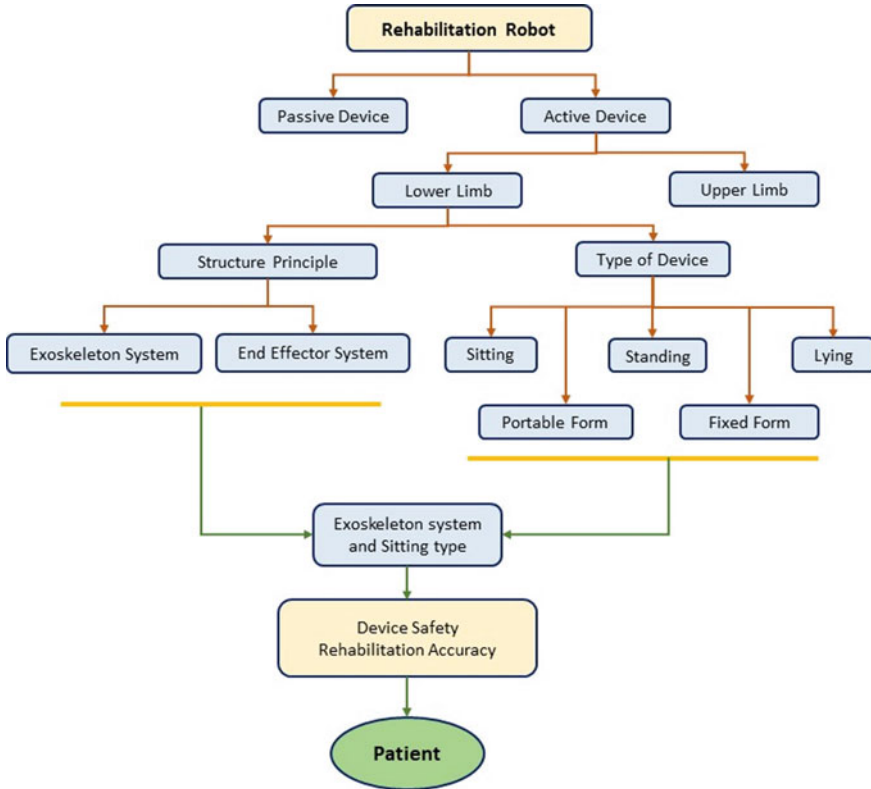 Rehabilitation Robot
Passive Device
Active Device
Lower Limb
Upper Limb
Structure Principle
Type of Device
Exoskeleton System
End Effector System
Sitting
Standing
Lying
Portable Form
Fixed Form
Exoskeleton system
and Sitting type
Device Safety
Rehabilitation Accuracy
Patient